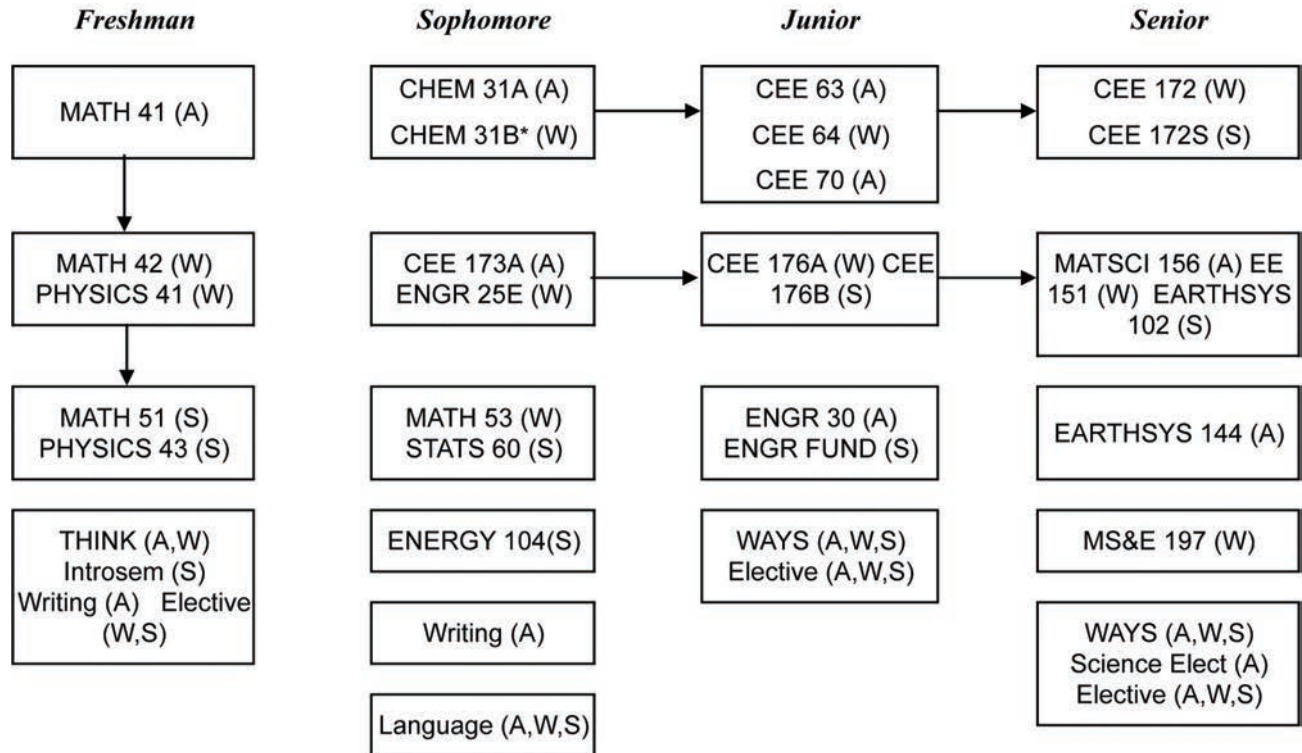 Freshman
Sophomore
Junior
Senior
MATH 41 (A)
CHEM 31A (A)
CHEM 31B* (W)
CEE 63 (A)
CEE 64 (W)
CEE 70 (A)
CEE 172 (W)
CEE 172S (S)
MATH 42 (W)
PHYSICS 41 (W)
CEE 173A (A)
ENGR 25E (W)
CEE 176A (W) CEE
176B (S)
MATSCI 156 (A) EE
151 (W) EARTHSYS
102 (S)
MATH 51 (S)
PHYSICS 43 (S)
MATH 53 (W)
STATS 60 (S)
ENGR 30 (A)
ENGR FUND (S)
EARTHSYS 144 (A)
THINK (A,W)
Introsem (S)
Writing (A) Elective
(W,S)
ENERGY 104(S)
WAYS (A,W,S)
Elective (A,W,S)
MS&E 197 (W)
Writing (A)
WAYS (A,W,S)
Science Elect (A)
Elective (A,W,S)
Language (A,W,S)